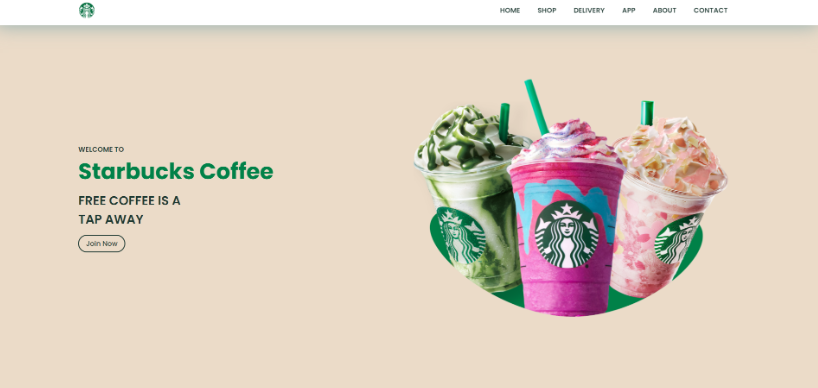 HOME SHOP DELIVERY APP ABOUT CONTACT
WELCOME TO
Starbucks Coffee
FREE COFFEE IS A
TAP AWAY
Join Now